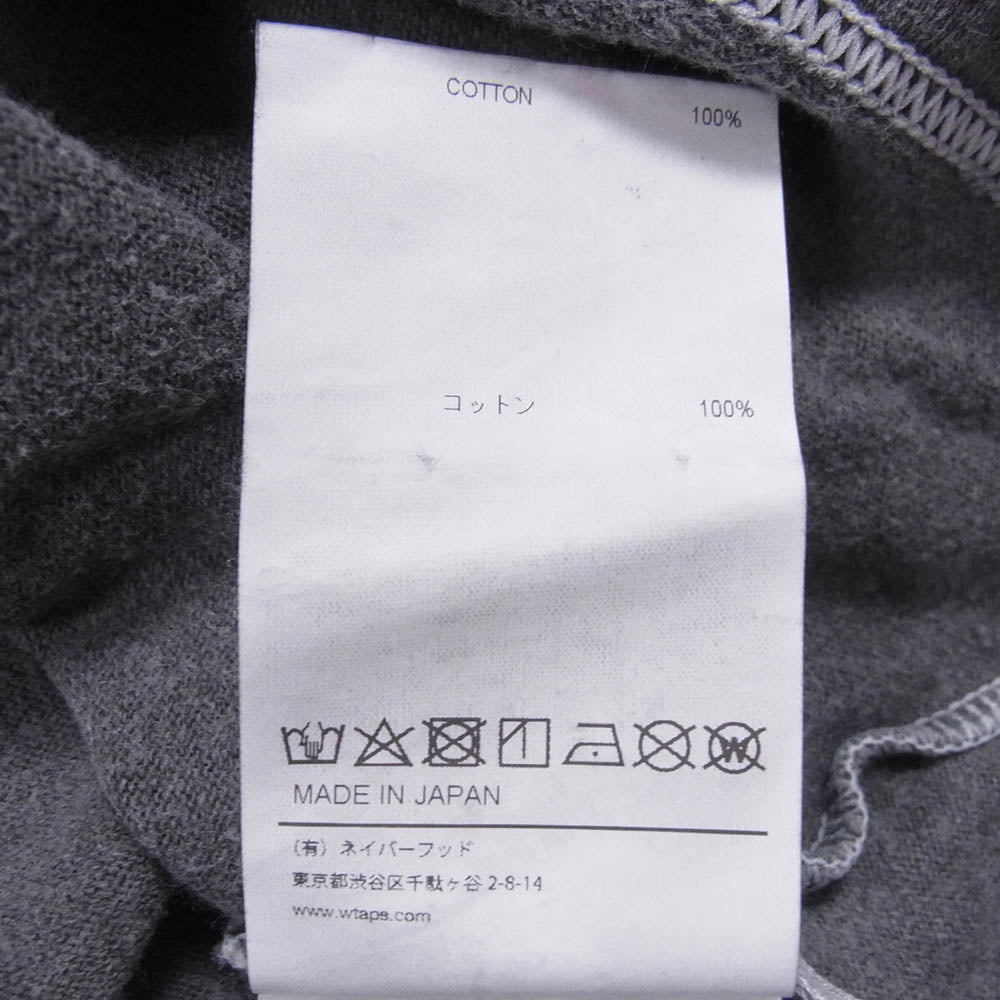 COTTON 100%
コットン 100%
W
MADE IN JAPAN
(有) ネイバーフッド
東京都渋谷区千駄ヶ谷 2-8-14
www.wtaps.com